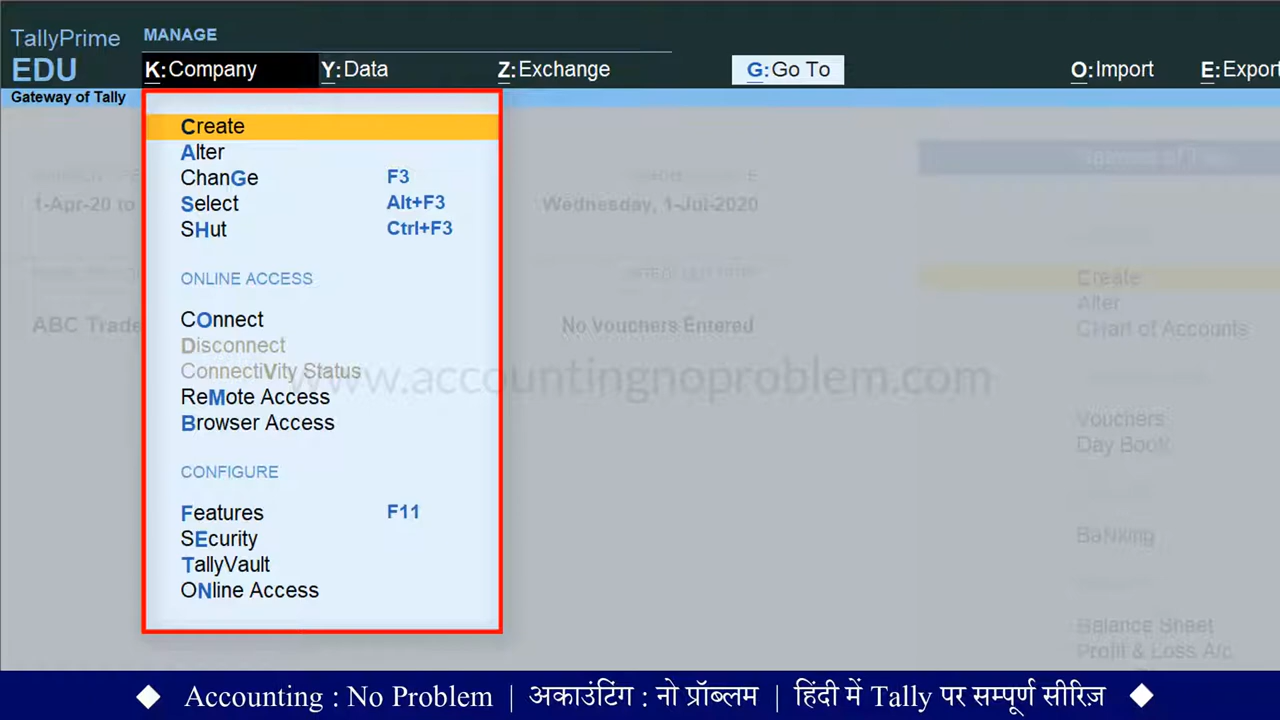 TallyPrime
EDU
MANAGE
K:Company Y:Data Z:Exchange G:Go To O:Import E:Export
Gateway of Tally
Create
Alter
ChanGe F3
Select Alt+F3
SHut Ctrl+F3
ONLINE ACCESS
COnnect
Disconnect
ConnectiVity Status
ReMote Access
Browser Access
CONFIGURE
Features F11
SEcurity
TallyVault
ONline Access
1-Apr-20 to
Wednesday, 1-Jul-2020
ABC Trade
No Vouchers Entered
Create
Alter
CHart of Accounts
Vouchers
Day Book
BaNking
Balance Sheet
Profit & Loss A/c
www.accountingnoproblem.com
◆ Accounting : No Problem | अकाउंटिंग : नो प्रॉब्लम | हिंदी में Tally पर सम्पूर्ण सीरिज़ ◆